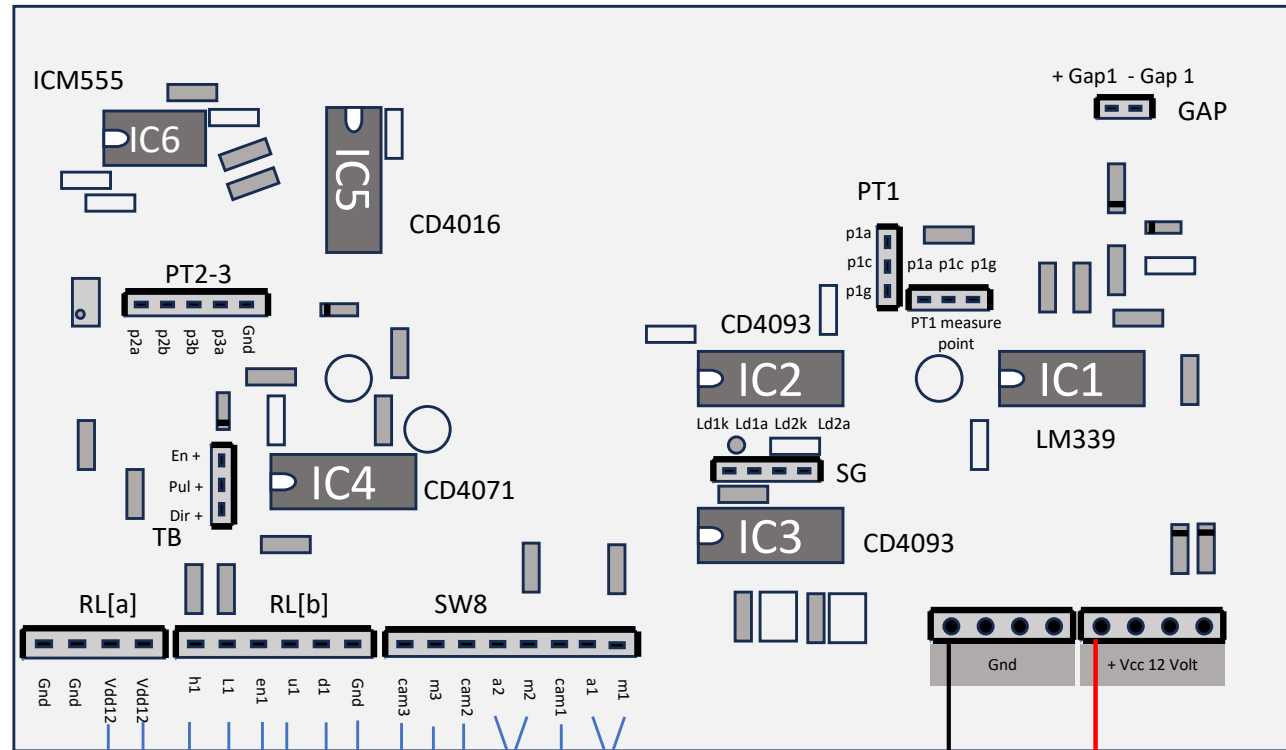 ICM555
IC6
IC5
CD4016
+ Gap1 - Gap 1
GAP
PT1
p1a
p1c
p1g
p1a p1c p1g
PT1 measure
point
PT2-3
p2a
p2b
p3b
p3a
Gnd
CD4093
IC2
IC1
LM339
Ld1k Ld1a Ld2k Ld2a
SG
En +
Pul +
Dir +
TB
IC4
CD4071
IC3
CD4093
RL[a]
RL[b]
SW8
Gnd
Gnd
Vdd12
Vdd12
h1
L1
en1
u1
d1
Gnd
cam3
m3
cam2
a2
m2
cam1
a1
m1
Gnd
+ Vcc 12 Volt